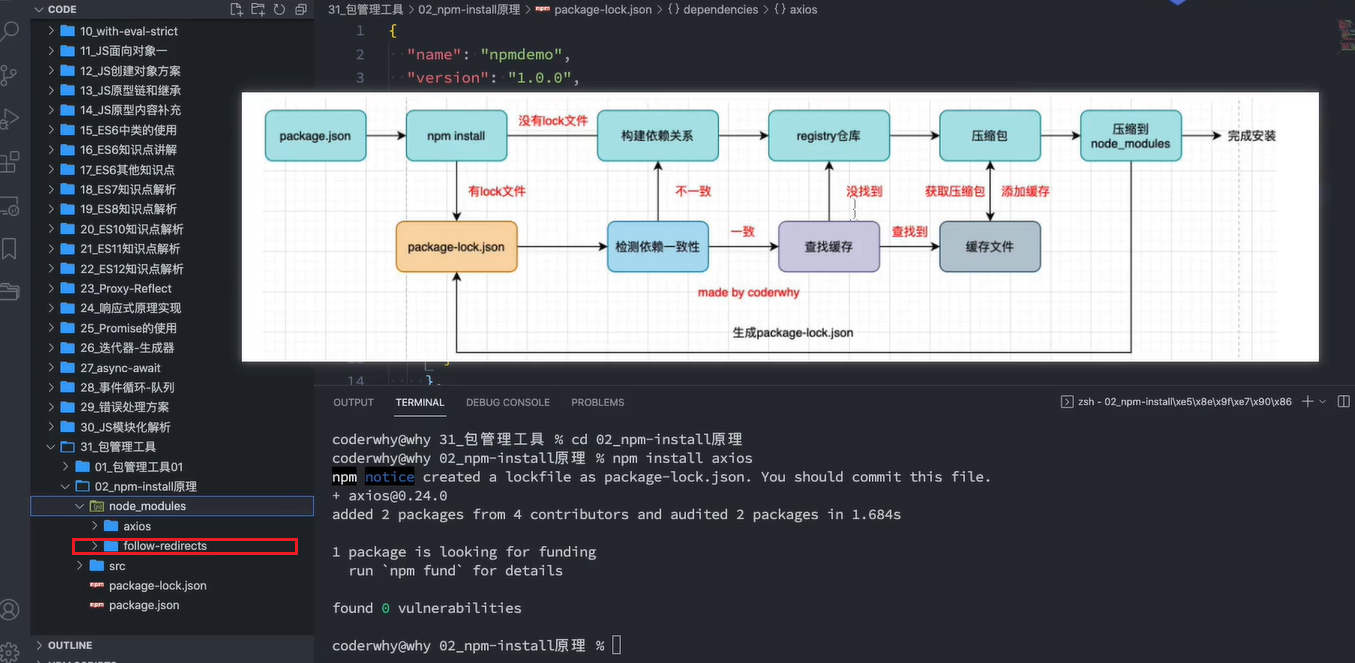 CODE
10_with-eval-strict
11_JS面向对象一
12_JS创建对象方案
13_JS原型链和继承
14_JS原型内容补充
15_ES6中类的使用
16_ES6知识点讲解
17_ES6其他知识点
18_ES7知识点解析
19_ES8知识点解析
20_ES10知识点解析
21_ES11知识点解析
22_ES12知识点解析
23_Proxy-Reflect
24_响应式原理实现
25_Promise的使用
26_迭代器-生成器
27_async-await
28_事件循环-队列
29_错误处理方案
30_JS模块化解析
31_包管理工具
01_包管理工具01
02_npm-install原理
node_modules
axios
follow-redirects
src
package-lock.json
package.json
OUTLINE
31_包管理工具 > 02_npm-install原理 > package-lock.json > {} dependencies > {} axios
1 {
2 "name": "npmdemo",
3 "version": "1.0.0",
package.json
npm install
没有lock文件
构建依赖关系
registry仓库
压缩包
压缩到
node_modules
完成安装
有lock文件
不一致
没找到
获取压缩包
添加缓存
package-lock.json
检测依赖一致性
一致
查找缓存
查找到
缓存文件
made by coderwhy
生成package-lock.json
14 },
OUTPUT TERMINAL DEBUG CONSOLE PROBLEMS
zsh - 02_npm-install\xe5\x8e\x9f\xe7\x90\x86
coderwhy@why 31_包管理工具 % cd 02_npm-install原理
coderwhy@why 02_npm-install原理 % npm install axios
npm notice created a lockfile as package-lock.json. You should commit this file.
+ axios@0.24.0
added 2 packages from 4 contributors and audited 2 packages in 1.684s
1 package is looking for funding
run `npm fund` for details
found 0 vulnerabilities
coderwhy@why 02_npm-install原理 %